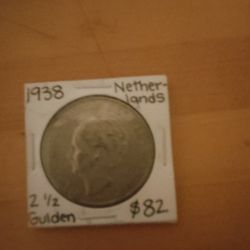 1938
Nether-
lands
2 1/2
Gulden
$82